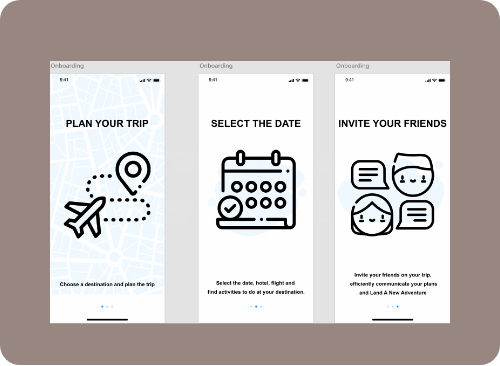 Onboarding
9:41
PLAN YOUR TRIP
Choose a destination and plan the trip
Onboarding
9:41
SELECT THE DATE
Select the date, hotel, flight and
find activities to do at your destination.
Onboarding
9:41
INVITE YOUR FRIENDS
Invite your friends on your trip,
efficiently communicate your plans
and Land A New Adventure